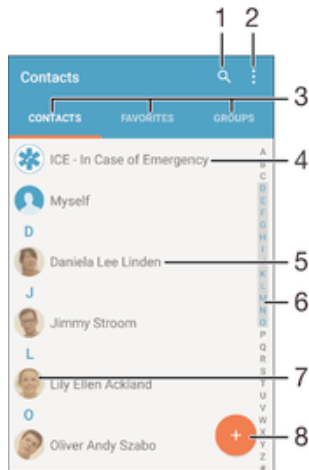 1 2
Contacts
3
CONTACTS FAVORITES GROUPS
ICE - In Case of Emergency 4
Myself
D
Daniela Lee Linden 5
J
Jimmy Stroom
L
Lily Ellen Ackland 7
O
Oliver Andy Szabo
+ 8
A
B
C
D
E
F
G
H
I
K
L
M
N
O
P
Q
R
S
T
U
V
W
X
Y
Z
#
6